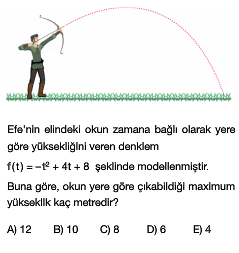 Efe'nin elindeki okun zamana bağlı olarak yere
göre yüksekliğini veren denklem
f(t) = –t² + 4t + 8 şeklinde modellenmiştir.
Buna göre, okun yere göre çıkabildiği maximum
yükseklik kaç metredir?
A) 12 B) 10 C) 8 D) 6 E) 4